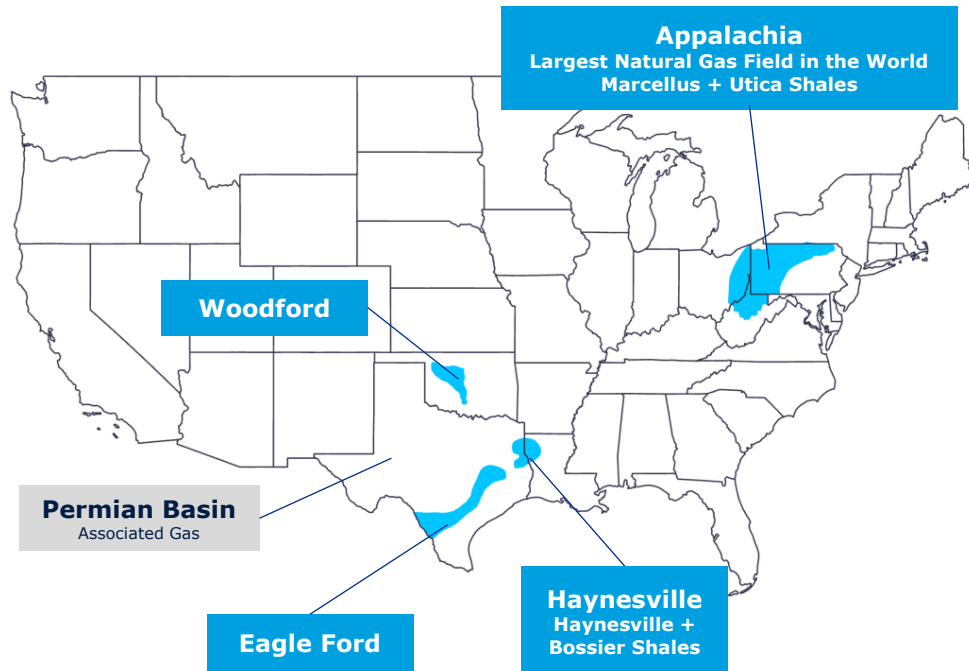 Appalachia
Largest Natural Gas Field in the World
Marcellus + Utica Shales
Woodford
Permian Basin
Associated Gas
Eagle Ford
Haynesville
Haynesville +
Bossier Shales